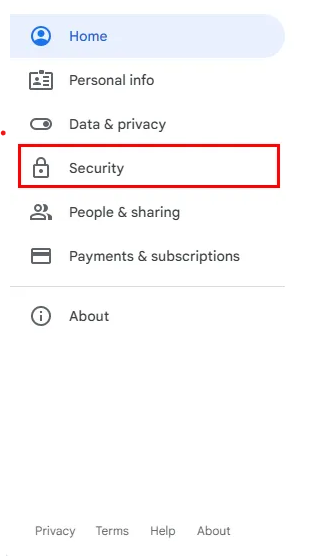 Home
Personal info
Data & privacy
Security
People & sharing
Payments & subscriptions
About
Privacy Terms Help About